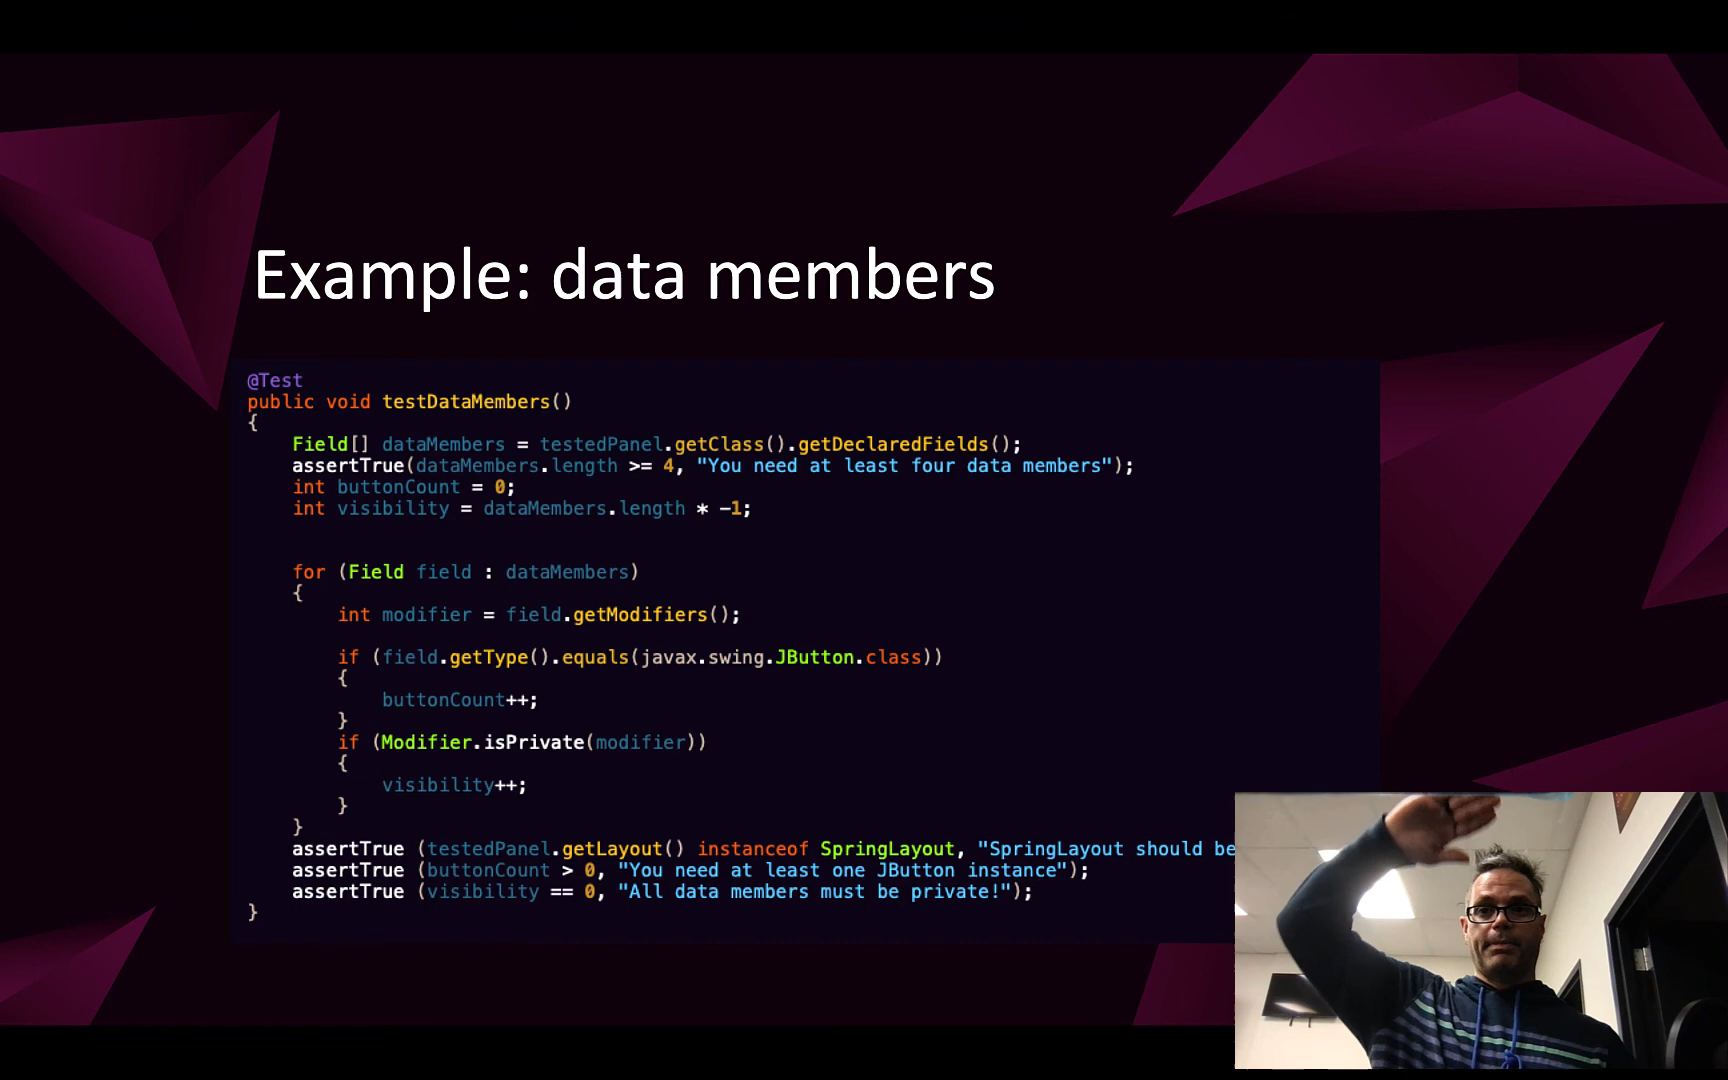 Example: data members
@Test
public void testDataMembers()
{
    Field[] dataMembers = testedPanel.getClass().getDeclaredFields();
    assertTrue(dataMembers.length >= 4, "You need at least four data members");
    int buttonCount = 0;
    int visibility = dataMembers.length * -1;
    for (Field field : dataMembers)
    {
        int modifier = field.getModifiers();
        if (field.getType().equals(javax.swing.JButton.class))
        {
            buttonCount++;
        }
        if (Modifier.isPrivate(modifier))
        {
            visibility++;
        }
    }
    assertTrue (testedPanel.getLayout() instanceof SpringLayout, "SpringLayout should be
    assertTrue (buttonCount > 0, "You need at least one JButton instance");
    assertTrue (visibility == 0, "All data members must be private!");
}